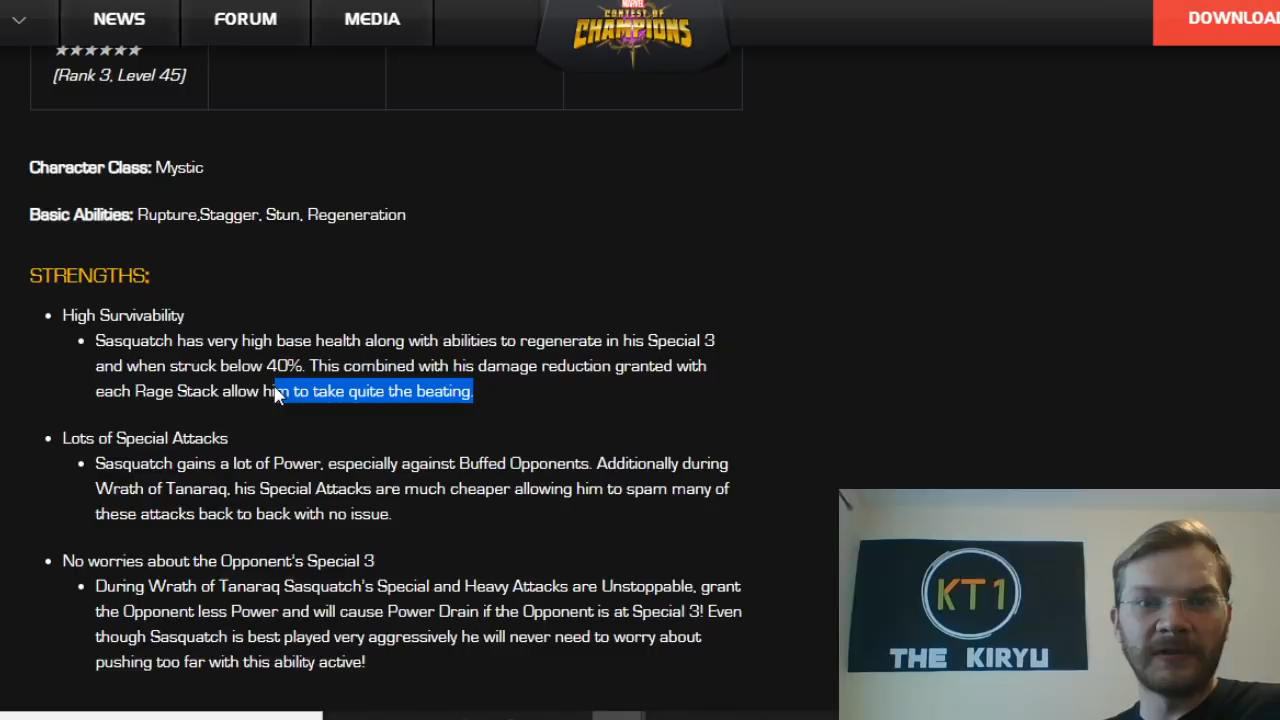 NEWS
FORUM
MEDIA
MARVEL
CONTEST OF
CHAMPIONS
DOWNLOA
★★★★★★
(Rank 3, Level 45)
Character Class: Mystic
Basic Abilities: Rupture,Stagger, Stun, Regeneration
STRENGTHS:
• High Survivability
• Sasquatch has very high base health along with abilities to regenerate in his Special 3
and when struck below 40%. This combined with his damage reduction granted with
each Rage Stack allow him to take quite the beating.
• Lots of Special Attacks
• Sasquatch gains a lot of Power, especially against Buffed Opponents. Additionally during
Wrath of Tanaraq, his Special Attacks are much cheaper allowing him to spam many of
these attacks back to back with no issue.
• No worries about the Opponent's Special 3
• During Wrath of Tanaraq Sasquatch's Special and Heavy Attacks are Unstoppable, grant
the Opponent less Power and will cause Power Drain if the Opponent is at Special 3! Even
though Sasquatch is best played very aggressively he will never need to worry about
pushing too far with this ability active!
KT1
THE KIRYU